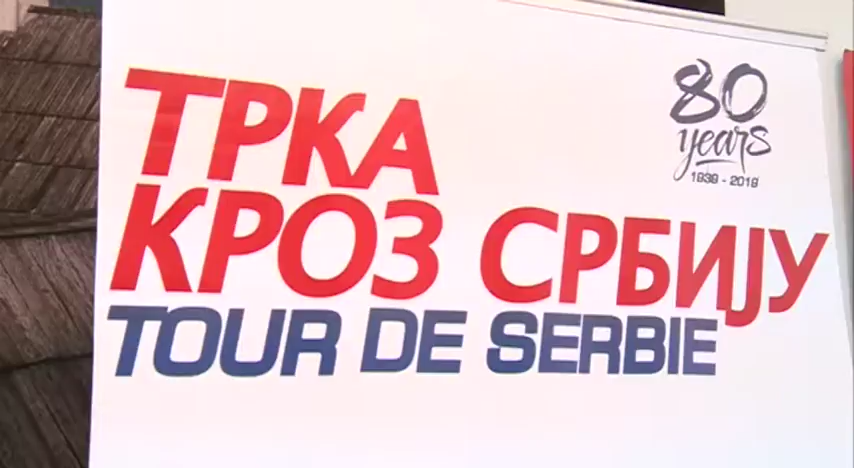 ТРКА
КРОЗ СРБИЈУ
TOUR DE SERBIE
80
years
1939 - 2019